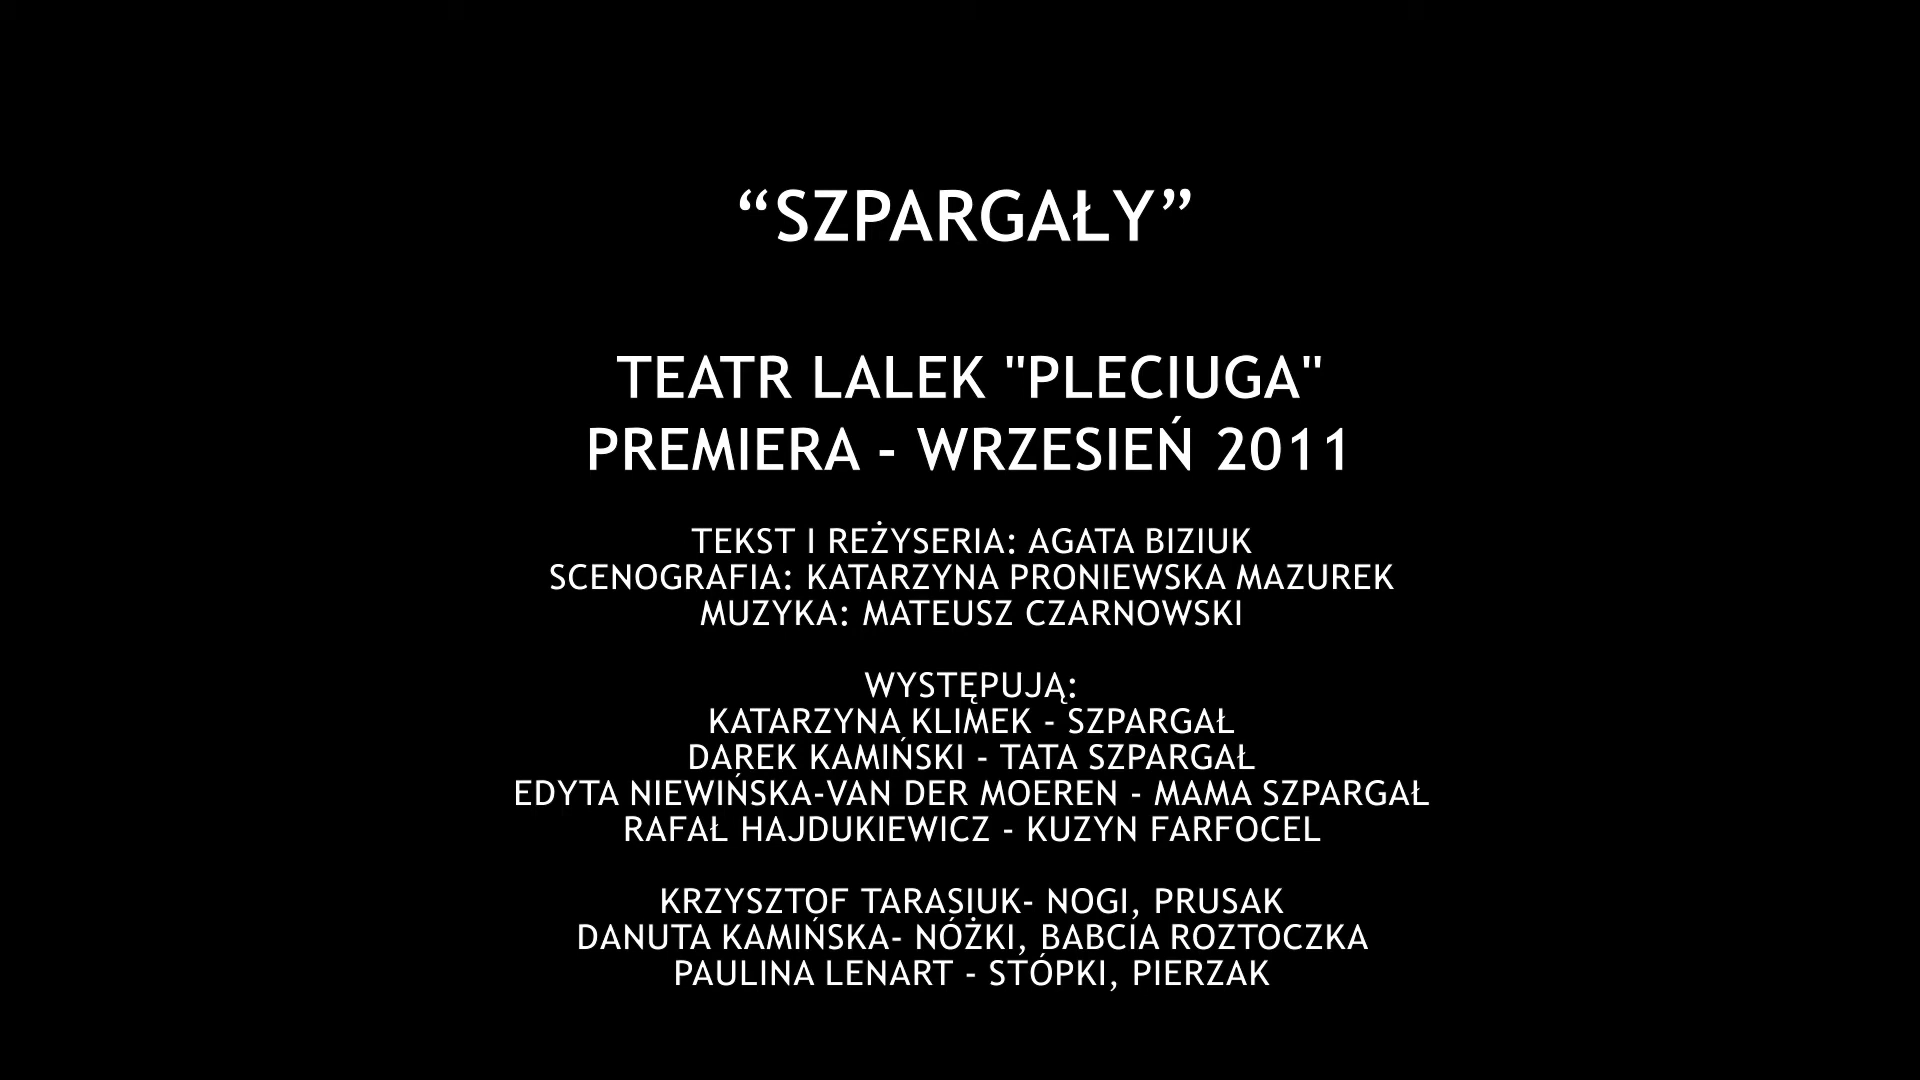 “SZPARGAŁY”
TEATR LALEK "PLECIUGA"
PREMIERA - WRZESIEŃ 2011
TEKST I REŻYSERIA: AGATA BIZIUK
SCENOGRAFIA: KATARZYNA PRONIEWSKA MAZUREK
MUZYKA: MATEUSZ CZARNOWSKI
WYSTĘPUJĄ:
KATARZYNA KLIMEK - SZPARGAŁ
DAREK KAMIŃSKI - TATA SZPARGAŁ
EDYTA NIEWIŃSKA-VAN DER MOEREN - MAMA SZPARGAŁ
RAFAŁ HAJDUKIEWICZ - KUZYN FARFOCEL
KRZYSZTOF TARASIUK- NOGI, PRUSAK
DANUTA KAMIŃSKA- NÓŻKI, BABCIA ROZTOCZKA
PAULINA LENART - STÓPKI, PIERZAK